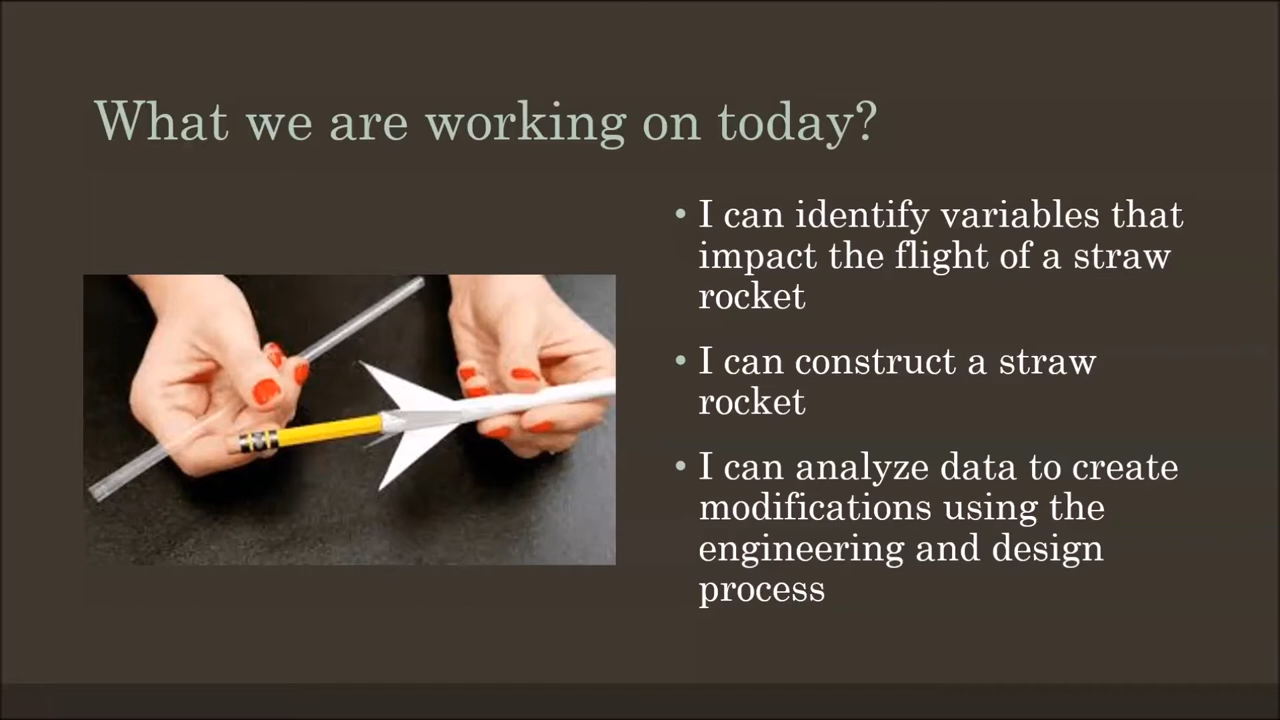 What we are working on today?
• I can identify variables that
impact the flight of a straw
rocket
• I can construct a straw
rocket
• I can analyze data to create
modifications using the
engineering and design
process